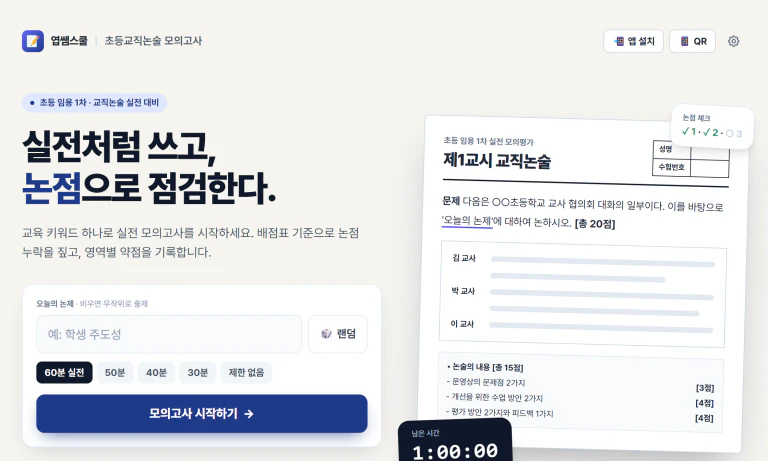 엽쌤스쿨 | 초등교직논술 모의고사
앱 설치
QR
초등 임용 1차 · 교직논술 실전 대비
실전처럼 쓰고,
논점으로 점검한다.
교육 키워드 하나로 실전 모의고사를 시작하세요. 배점표 기준으로 논점
누락을 짚고, 영역별 약점을 기록합니다.
오늘의 논제 · 비우면 무작위로 출제
예: 학생 주도성
랜덤
60분 실전
50분
40분
30분
제한 없음
모의고사 시작하기 →
논점 체크
✓ 1 · ✓ 2 · ○ 3
초등 임용 1차 실전 모의평가
제1교시 교직논술
성명
수험번호
문제 다음은 ○○초등학교 교사 협의회 대화의 일부이다. 이를 바탕으로
'오늘의 논제'에 대하여 논하시오. [총 20점]
김 교사
박 교사
이 교사
• 논술의 내용 [총 15점]
- 운영상의 문제점 2가지 [3점]
- 개선을 위한 수업 방안 2가지 [4점]
- 평가 방안 2가지와 피드백 1가지 [4점]
남은 시간
1:00:00